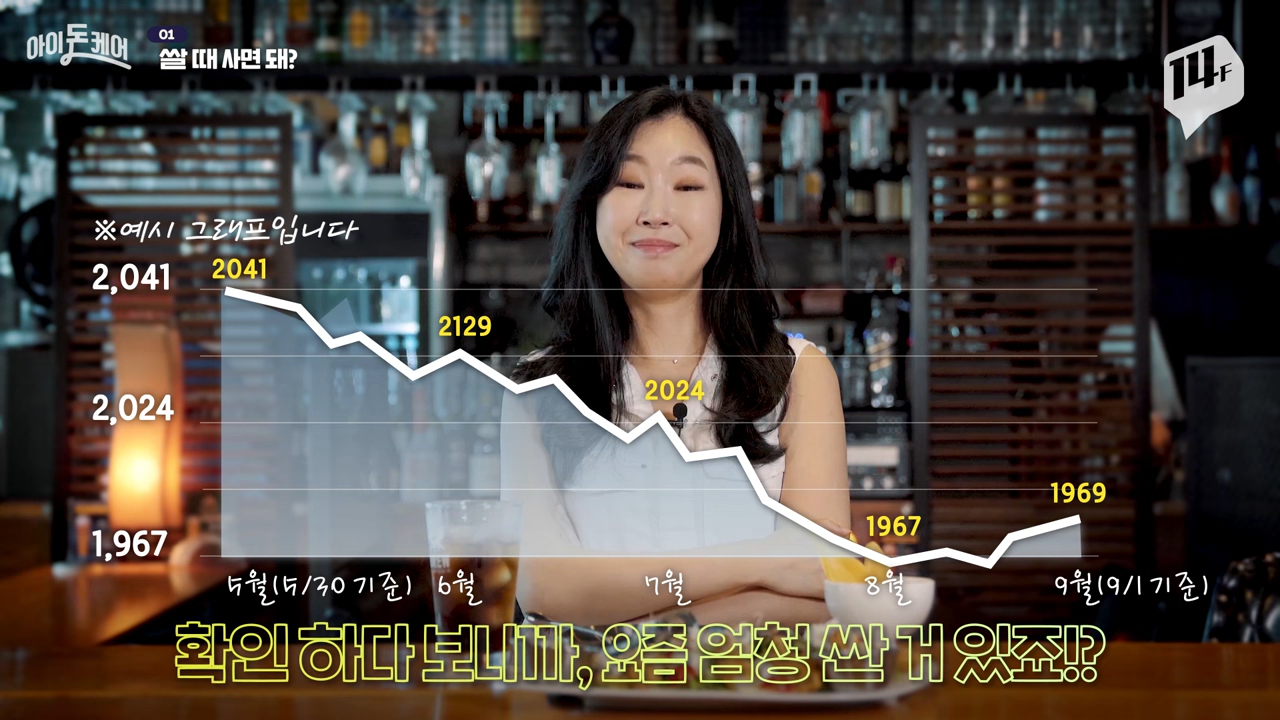 아이돈케어
01
쌀 때 사면 돼?
14F
※예시 그래프입니다
2,041
2041
2129
2,024
2024
1969
1,967
1967
5월(5/30 기준) 6월 7월 8월 9월(9/1 기준)
확인 하다 보니까, 요즘 엄청 싼 거 있죠!?